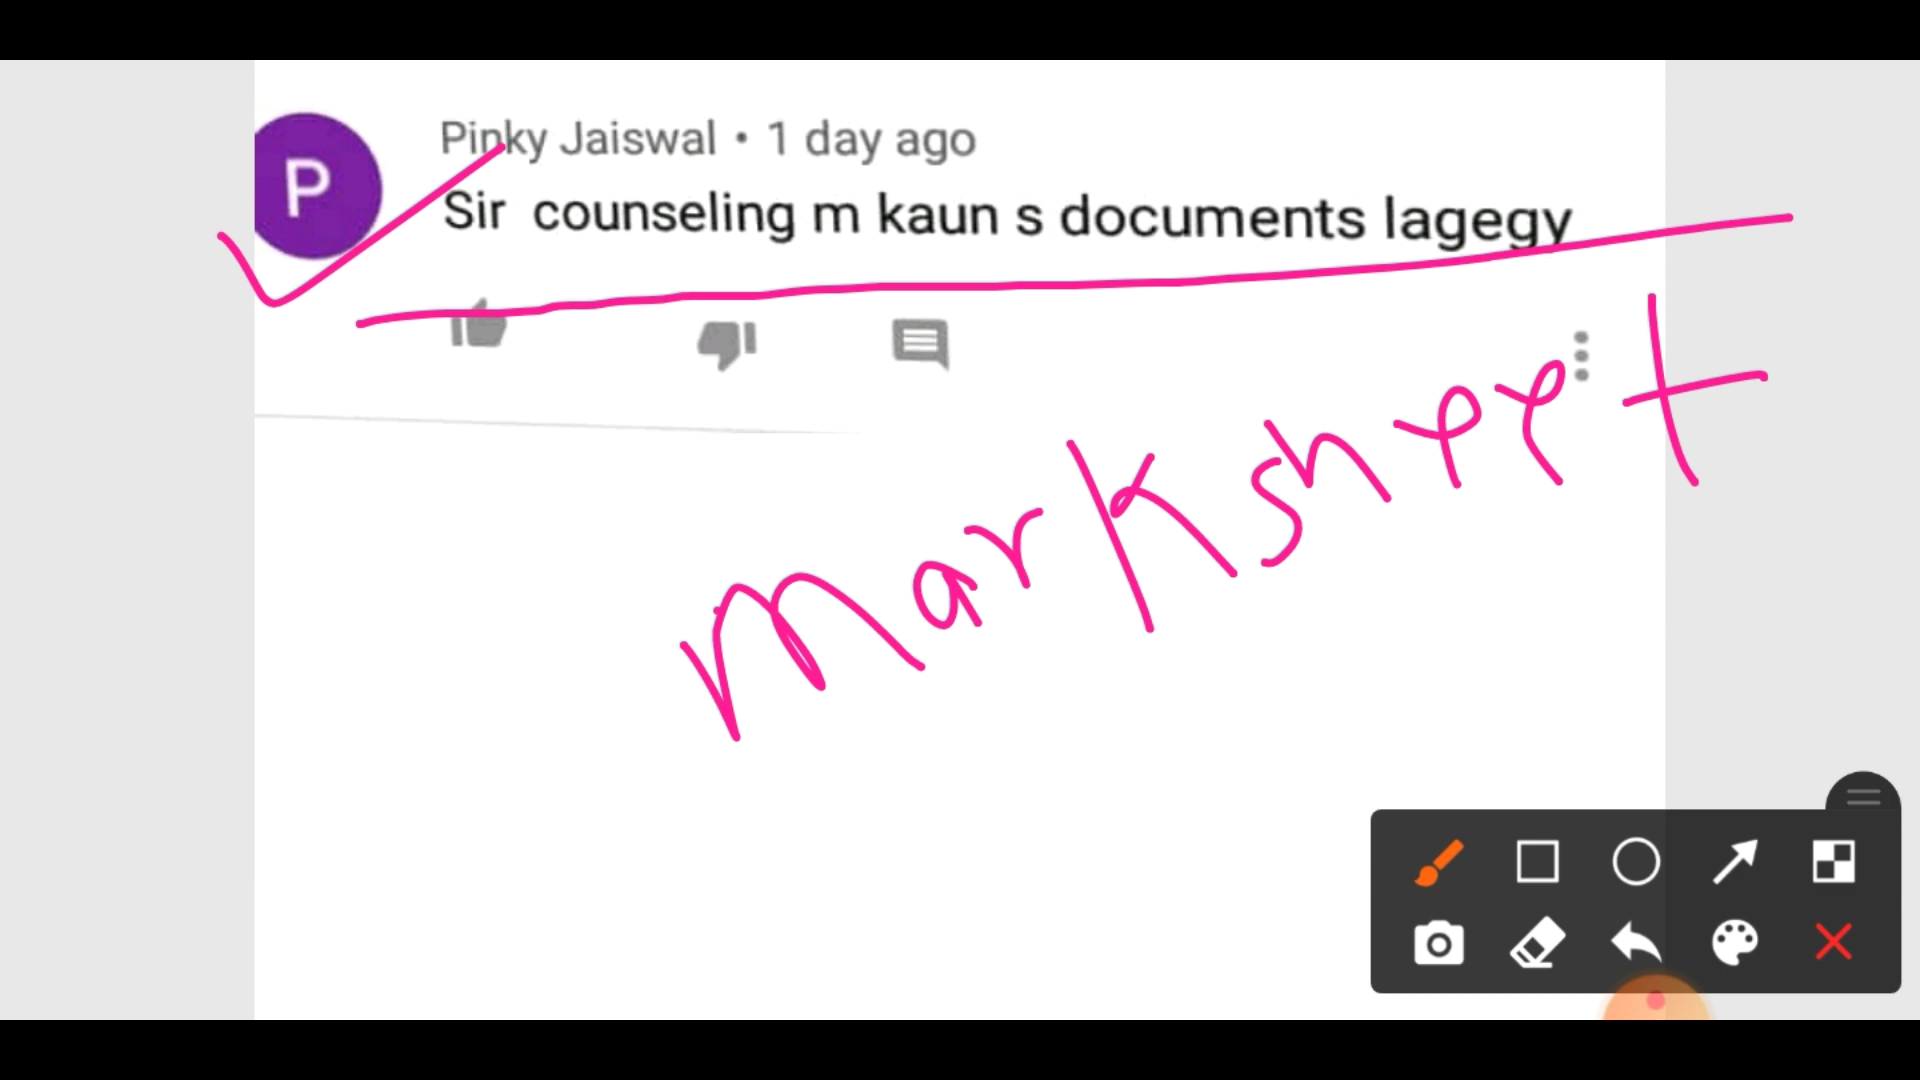 P
Pinky Jaiswal • 1 day ago
Sir counseling m kaun s documents lagegy
Marksheet